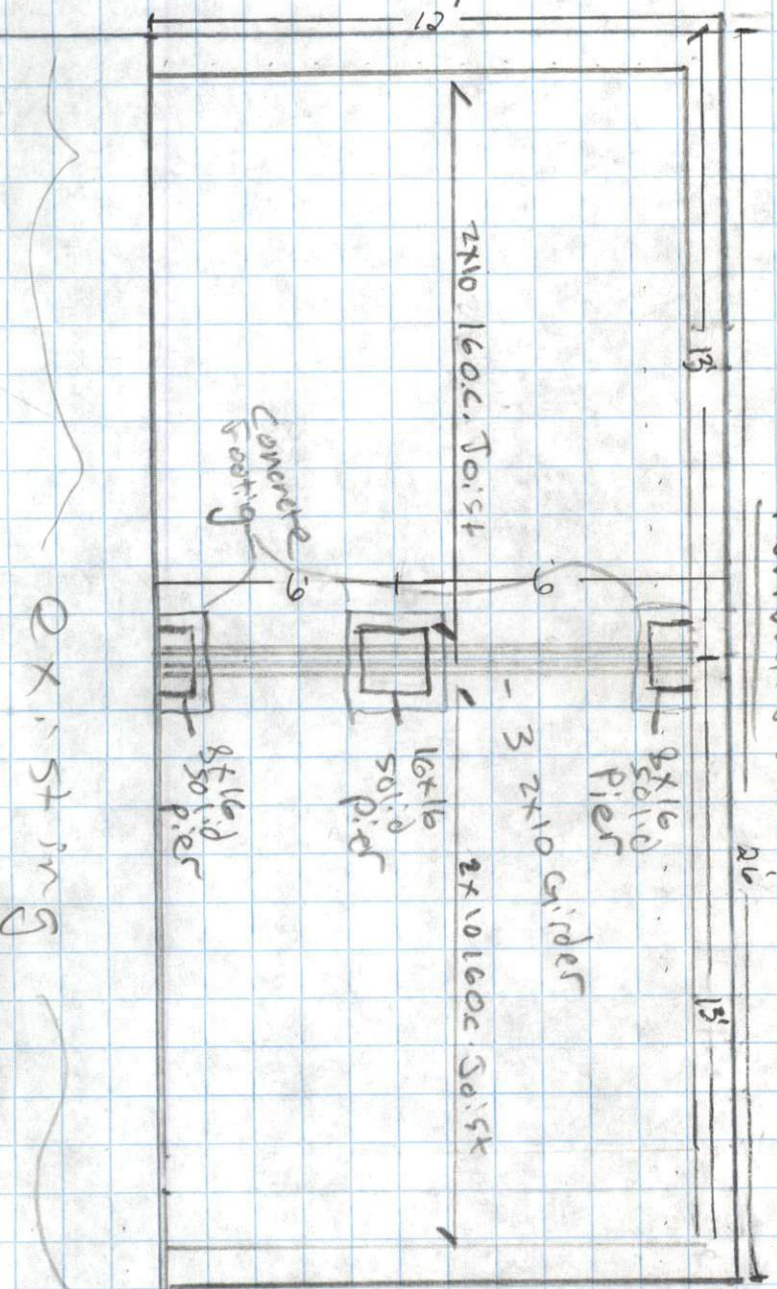 12'
26'
13'
13'
2x10 16 O.C. Joist
2x10 16 O.C. Joist
6'
6'
Concrete
Footing
8x16
Solid
Pier
16x16
Solid
Pier
8x16
Solid
Pier
- 3 2x10 Girder
existing